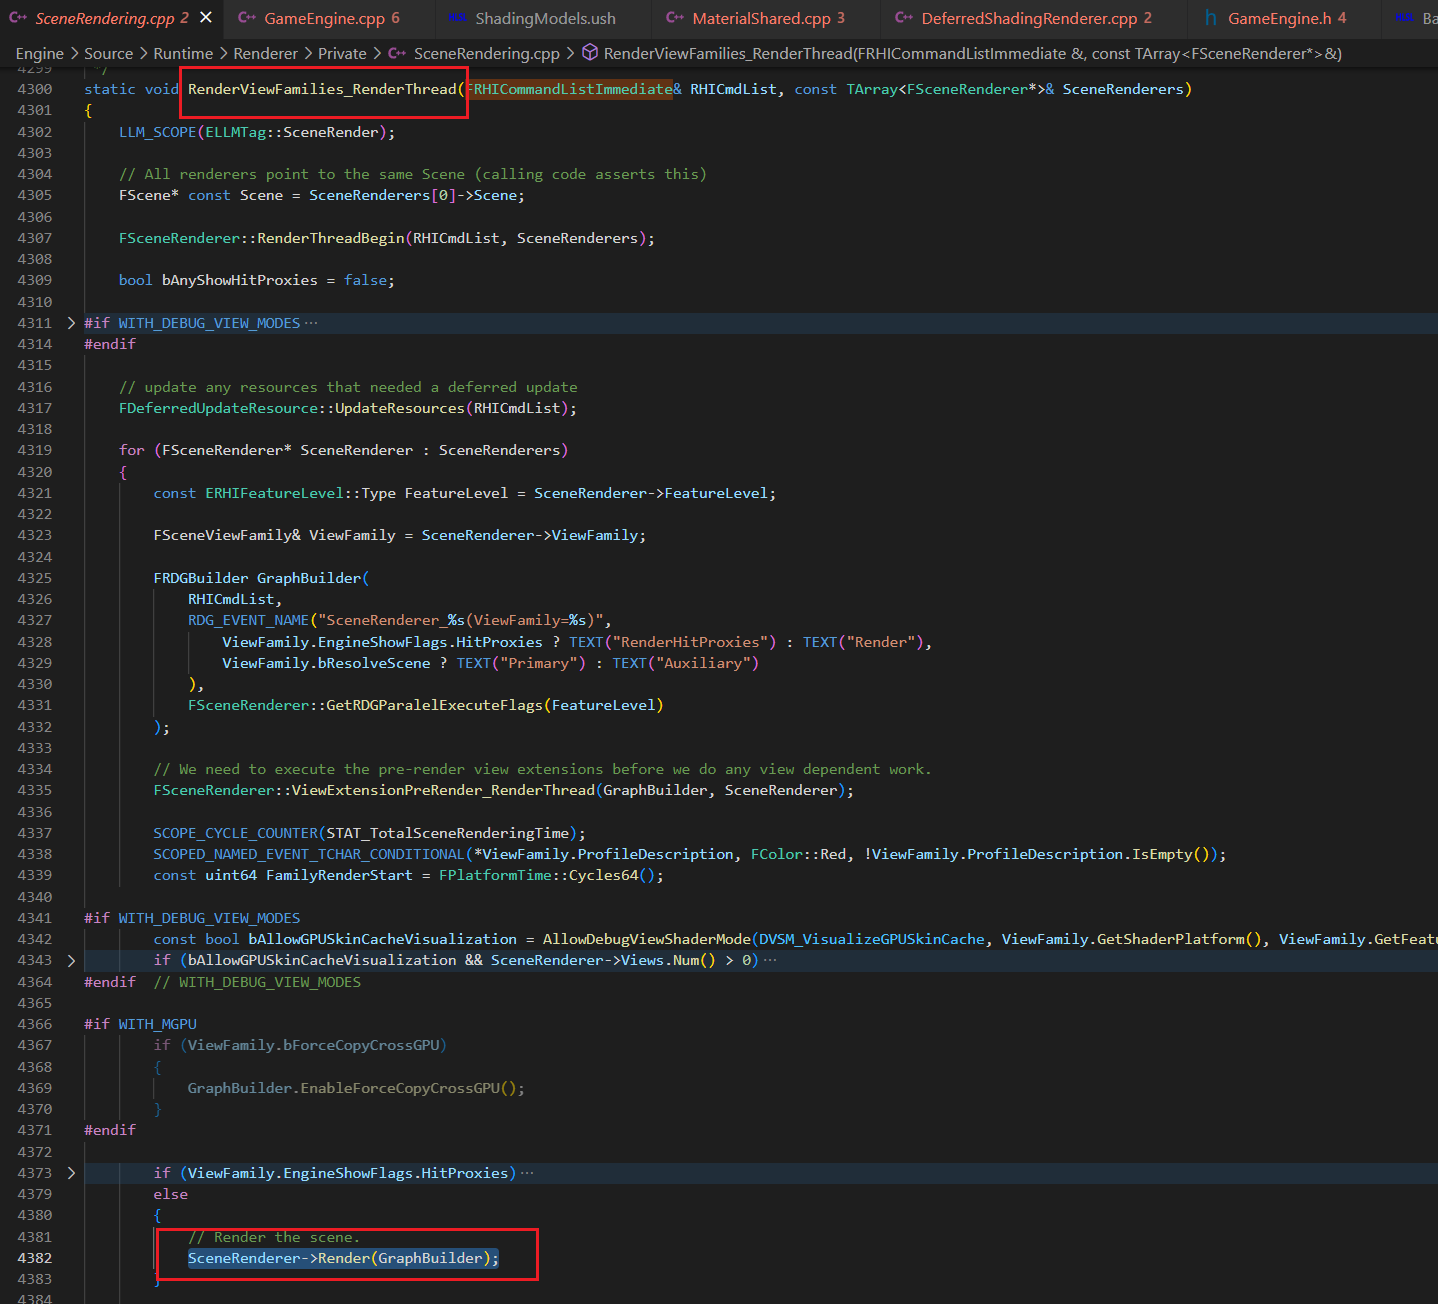 SceneRendering.cpp 2 GameEngine.cpp 6 ShadingModels.ush MaterialShared.cpp 3 DeferredShadingRenderer.cpp 2 h GameEngine.h 4 Ba
Engine > Source > Runtime > Renderer > Private > SceneRendering.cpp > RenderViewFamilies_RenderThread(FRHICommandListImmediate &, const TArray<FSceneRenderer*>&)
4299 */
4300 static void RenderViewFamilies_RenderThread(FRHICommandListImmediate& RHICmdList, const TArray<FSceneRenderer*>& SceneRenderers)
4301 {
4302 LLM_SCOPE(ELLMTag::SceneRender);
4303
4304 // All renderers point to the same Scene (calling code asserts this)
4305 FScene* const Scene = SceneRenderers[0]->Scene;
4306
4307 FSceneRenderer::RenderThreadBegin(RHICmdList, SceneRenderers);
4308
4309 bool bAnyShowHitProxies = false;
4310
4311 > #if WITH_DEBUG_VIEW_MODES ···
4314 #endif
4315
4316 // update any resources that needed a deferred update
4317 FDeferredUpdateResource::UpdateResources(RHICmdList);
4318
4319 for (FSceneRenderer* SceneRenderer : SceneRenderers)
4320 {
4321 const ERHIFeatureLevel::Type FeatureLevel = SceneRenderer->FeatureLevel;
4322
4323 FSceneViewFamily& ViewFamily = SceneRenderer->ViewFamily;
4324
4325 FRDGBuilder GraphBuilder(
4326 RHICmdList,
4327 RDG_EVENT_NAME("SceneRenderer_%s(ViewFamily=%s)",
4328 ViewFamily.EngineShowFlags.HitProxies ? TEXT("RenderHitProxies") : TEXT("Render"),
4329 ViewFamily.bResolveScene ? TEXT("Primary") : TEXT("Auxiliary")
4330 ),
4331 FSceneRenderer::GetRDGParalelExecuteFlags(FeatureLevel)
4332 );
4333
4334 // We need to execute the pre-render view extensions before we do any view dependent work.
4335 FSceneRenderer::ViewExtensionPreRender_RenderThread(GraphBuilder, SceneRenderer);
4336
4337 SCOPE_CYCLE_COUNTER(STAT_TotalSceneRenderingTime);
4338 SCOPED_NAMED_EVENT_TCHAR_CONDITIONAL(*ViewFamily.ProfileDescription, FColor::Red, !ViewFamily.ProfileDescription.IsEmpty());
4339 const uint64 FamilyRenderStart = FPlatformTime::Cycles64();
4340
4341 #if WITH_DEBUG_VIEW_MODES
4342 const bool bAllowGPUSkinCacheVisualization = AllowDebugViewShaderMode(DVSM_VisualizeGPUSkinCache, ViewFamily.GetShaderPlatform(), ViewFamily.GetFeatu
4343 > if (bAllowGPUSkinCacheVisualization && SceneRenderer->Views.Num() > 0) ···
4364 #endif // WITH_DEBUG_VIEW_MODES
4365
4366 #if WITH_MGPU
4367 if (ViewFamily.bForceCopyCrossGPU)
4368 {
4369 GraphBuilder.EnableForceCopyCrossGPU();
4370 }
4371 #endif
4372
4373 > if (ViewFamily.EngineShowFlags.HitProxies) ···
4379 else
4380 {
4381 // Render the scene.
4382 SceneRenderer->Render(GraphBuilder);
4383 }
4384